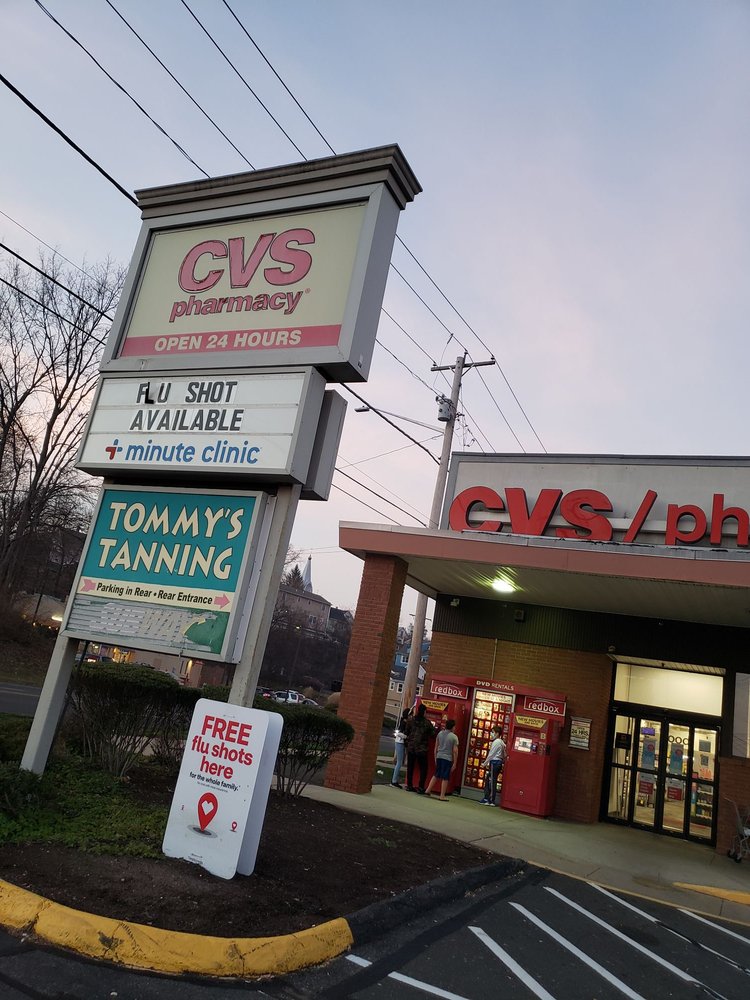 CVS
pharmacy®
OPEN 24 HOURS
FLU SHOT
AVAILABLE
minute clinic
TOMMY'S
TANNING
Parking in Rear • Rear Entrance
FREE
flu shots
here
for the whole family.*
CVS/ph
DVD RENTALS
redbox
redbox